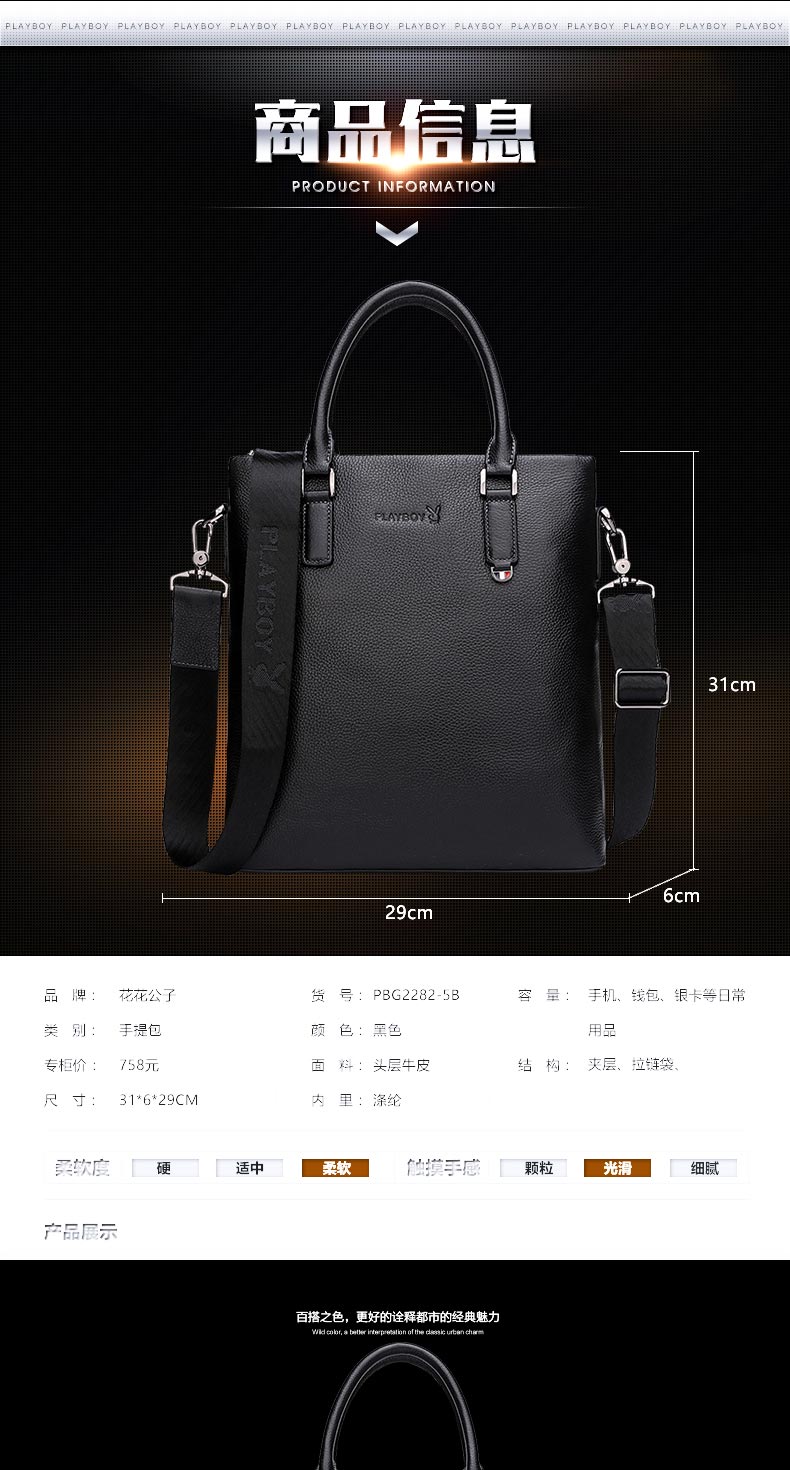 PLAYBOY PLAYBOY PLAYBOY PLAYBOY PLAYBOY PLAYBOY PLAYBOY PLAYBOY PLAYBOY PLAYBOY PLAYBOY PLAYBOY PLAYBOY PLAYBOY
商品信息
PRODUCT INFORMATION
PLAYBOY
PLAYBOY
31cm
6cm
29cm
品 牌： 花花公子
货 号： PBG2282-5B
容 量： 手机、钱包、银卡等日常
用品
类 别： 手提包
颜 色： 黑色
专柜价： 758元
面 料： 头层牛皮
结 构： 夹层、拉链袋、
尺 寸： 31*6*29CM
内 里： 涤纶
柔软度 硬 适中 柔软
触摸手感 颗粒 光滑 细腻
产品展示
百搭之色，更好的诠释都市的经典魅力
Wild color, a better interpretation of the classic urban charm